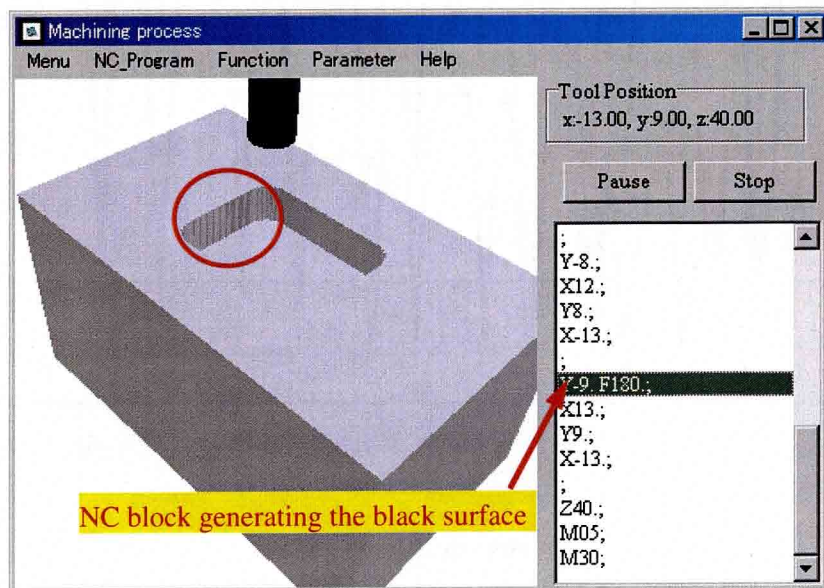 Machining process
Menu NC_Program Function Parameter Help
Tool Position
x:-13.00, y:9.00, z:40.00
Pause Stop
;
Y-8.;
X12.;
Y8.;
X-13.;
;
Y-9. F180.;
X13.;
Y9.;
X-13.;
;
Z40.;
M05;
M30;
NC block generating the black surface